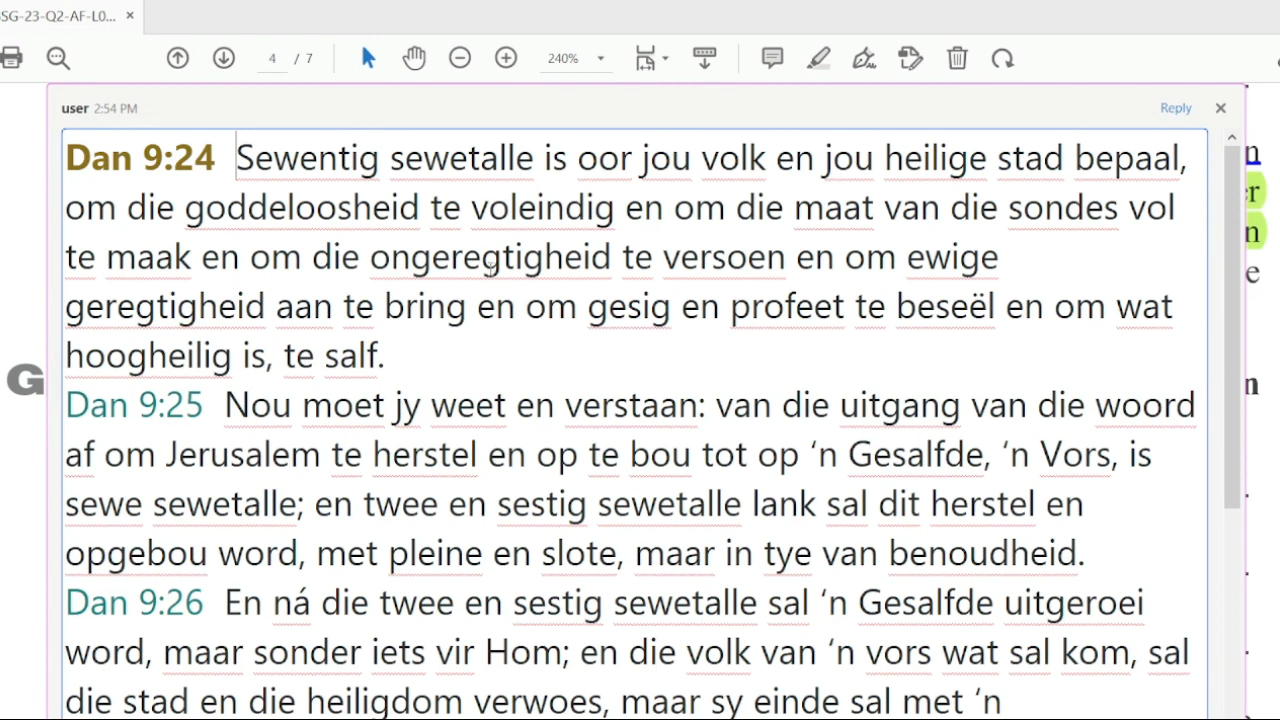 SG-23-Q2-AF-L0... ×
4 / 7 240%
user 2:54 PM Reply
Dan 9:24 Sewentig sewetalle is oor jou volk en jou heilige stad bepaal,
om die goddeloosheid te voleindig en om die maat van die sondes vol
te maak en om die ongeregtigheid te versoen en om ewige
geregtigheid aan te bring en om gesig en profeet te beseël en om wat
hoogheilig is, te salf.
Dan 9:25 Nou moet jy weet en verstaan: van die uitgang van die woord
af om Jerusalem te herstel en op te bou tot op ‘n Gesalfde, ‘n Vors, is
sewe sewetalle; en twee en sestig sewetalle lank sal dit herstel en
opgebou word, met pleine en slote, maar in tye van benoudheid.
Dan 9:26 En ná die twee en sestig sewetalle sal ‘n Gesalfde uitgeroei
word, maar sonder iets vir Hom; en die volk van ‘n vors wat sal kom, sal
die stad en die heiligdom verwoes, maar sy einde sal met ‘n